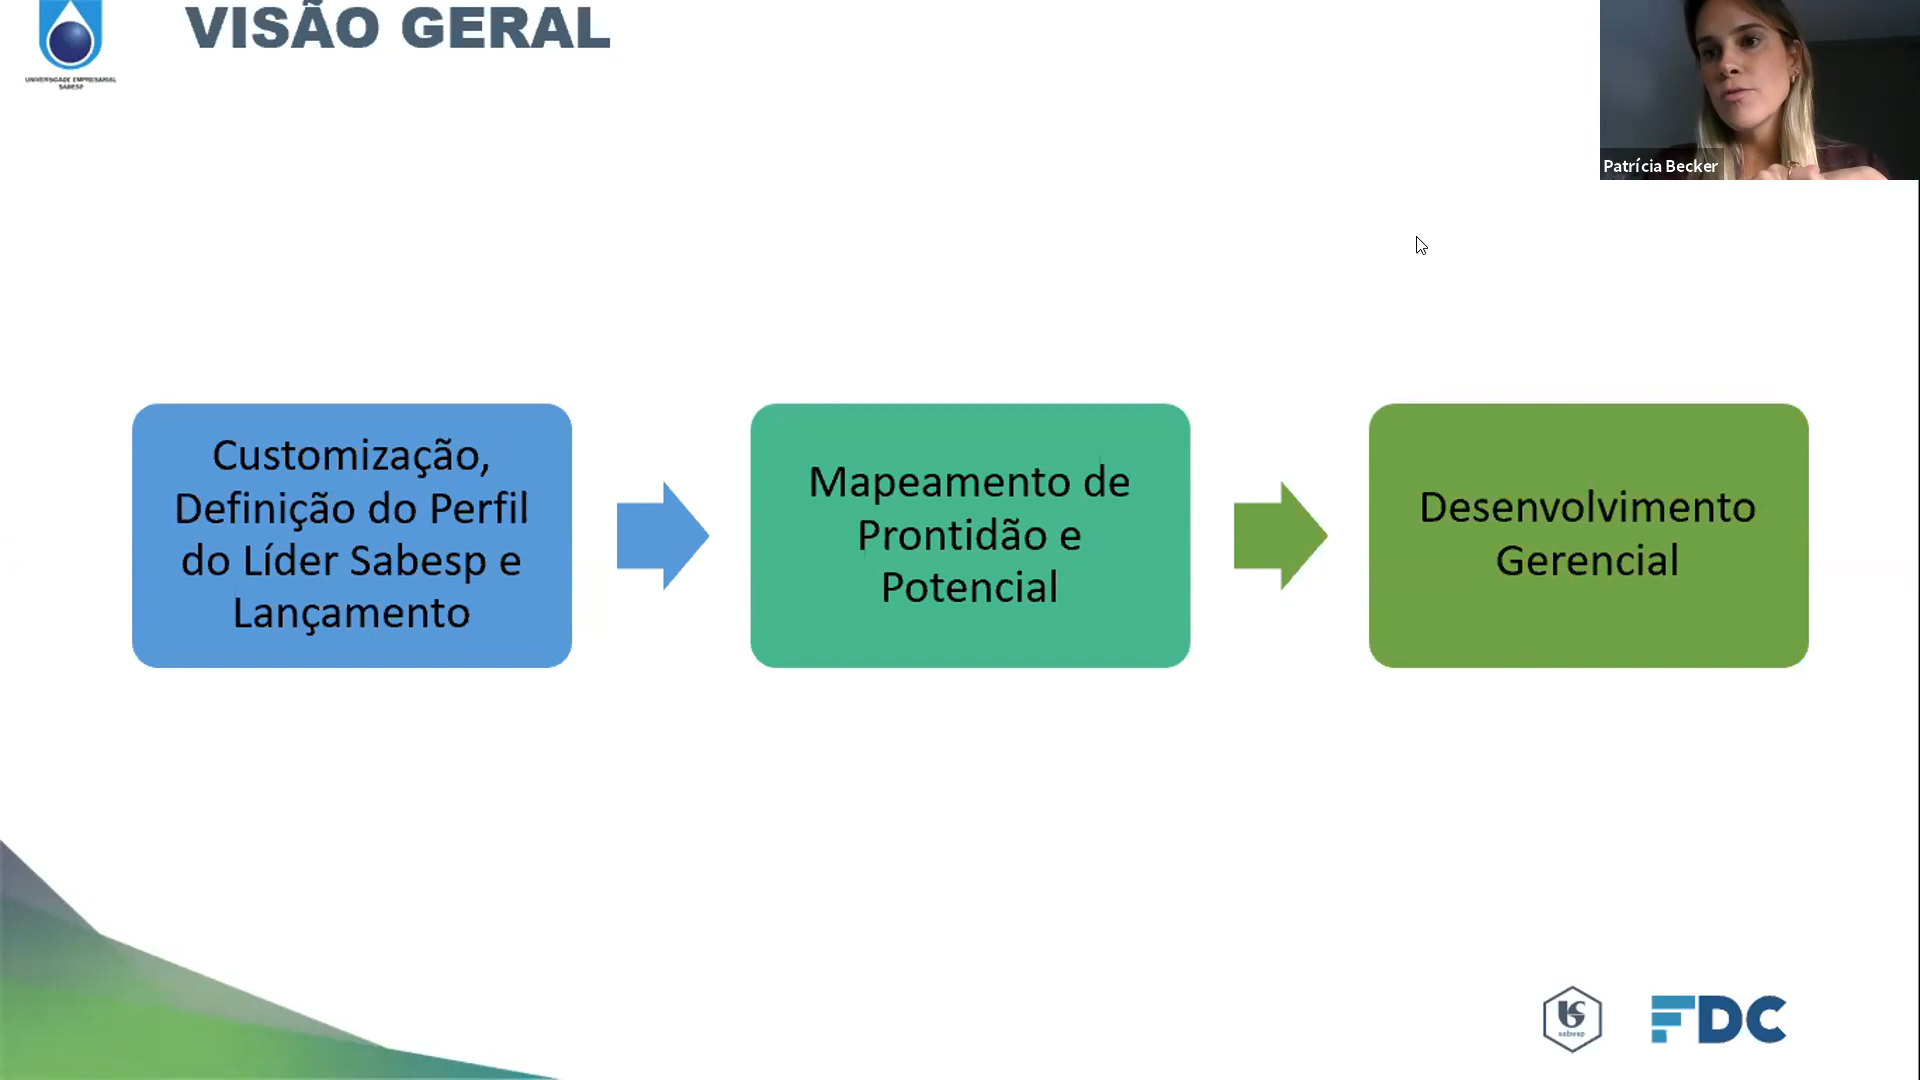 VISÃO GERAL
UNIVERSIDADE EMPRESARIAL
SABESP
Patrícia Becker
Customização,
Definição do Perfil
do Líder Sabesp e
Lançamento
Mapeamento de
Prontidão e
Potencial
Desenvolvimento
Gerencial
sabesp
FDC